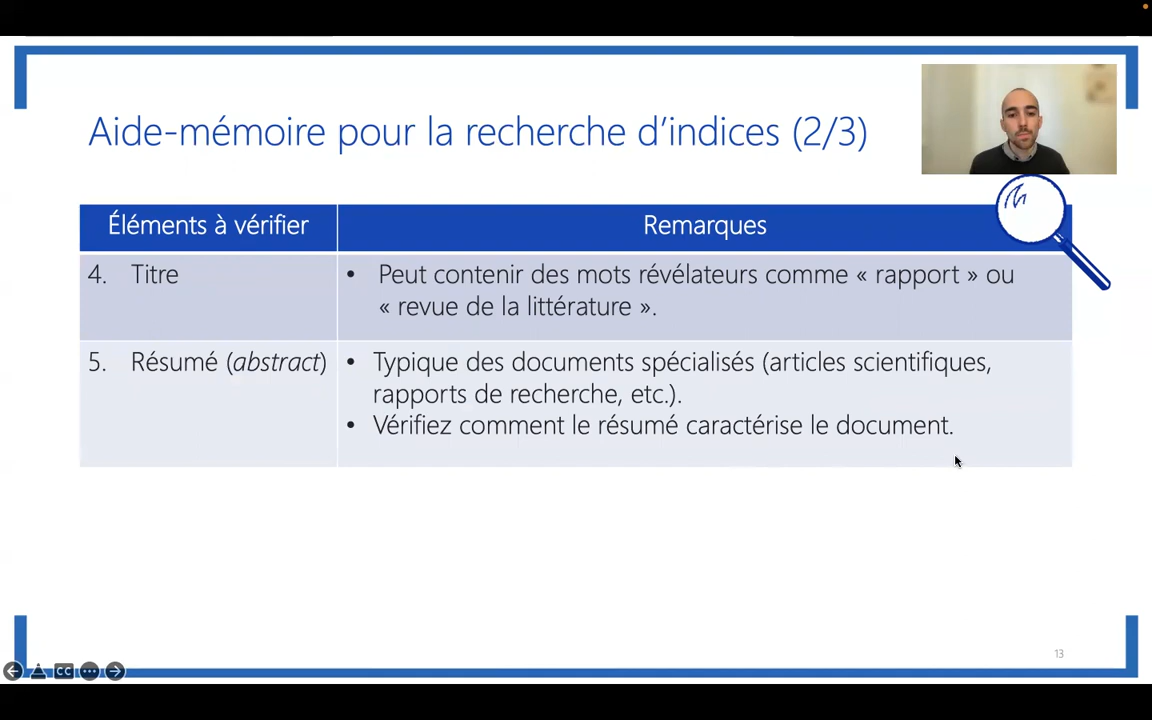 Aide-mémoire pour la recherche d’indices (2/3)
Éléments à vérifier
Remarques
4. Titre
• Peut contenir des mots révélateurs comme « rapport » ou
« revue de la littérature ».
5. Résumé (abstract)
• Typique des documents spécialisés (articles scientifiques,
rapports de recherche, etc.).
• Vérifiez comment le résumé caractérise le document.
13
CC